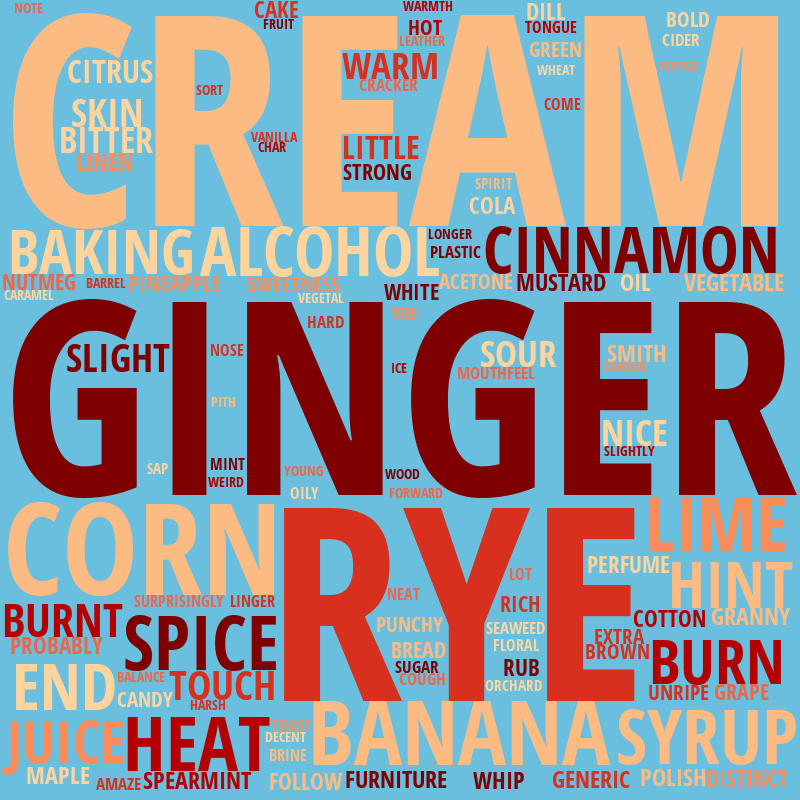 NOTE
CAKE
FRUIT
WARMTH
HOT
LEATHER
DILL
TONGUE
BOLD
CIDER
CREAM
CITRUS
SKIN
BITTER
LINEN
SORT
VANILLA
CHAR
WARM
CRACKER
LITTLE
STRONG
GREEN
WHEAT
COME
PEPPER
SPIRIT
COLA
BAKING
ALCOHOL
LONGER
PLASTIC
CINNAMON
NUTMEG
CARAMEL
BARREL
PINEAPPLE
SWEETNESS
VEGETAL
WHITE
TREE
ACETONE
MUSTARD
OIL
VEGETABLE
GINGER
HARD
SLIGHT
NOSE
ICE
SOUR
MOUTHFEEL
SMITH
PITH
NICE
SLIGHTLY
SAP
MINT
WEIRD
YOUNG
OILY
WOOD
FORWARD
CORN
RYE
LIME
PERFUME
HINT
SURPRISINGLY
LINGER
NEAT
LOT
RICH
COTTON
GRANNY
BURNT
PROBABLY
SPICE
PUNCHY
BREAD
SUGAR
COUGH
SEAWEED
FLORAL
RUB
ORCHARD
EXTRA
BROWN
BURN
END
BALANCE
CANDY
TOUCH
HARSH
UNRIPE
GRAPE
JUICE
HEAT
TOAST
DECENT
BRINE
BANANA
SYRUP
MAPLE
AMAZE
SPEARMINT
FOLLOW
FURNITURE
WHIP
GENERIC
POLISH
DISTINCT